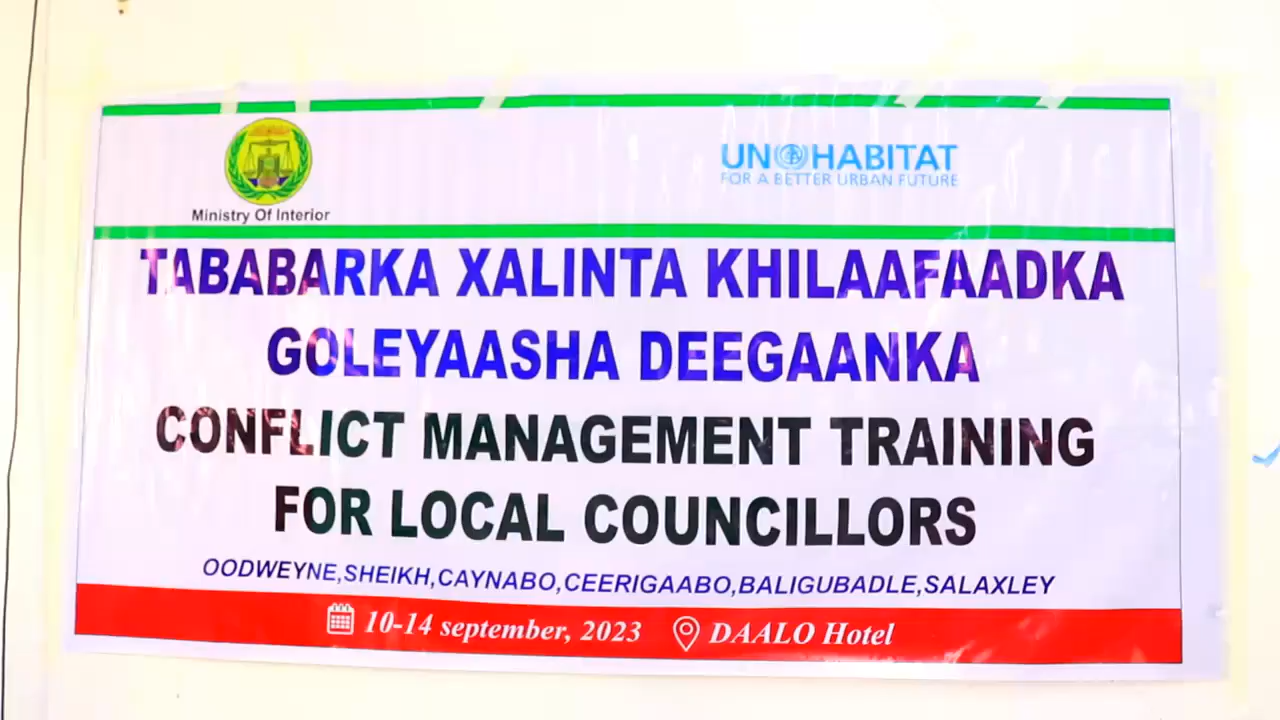 Ministry Of Interior
UN HABITAT
FOR A BETTER URBAN FUTURE
TABABARKA XALINTA KHILAAFAADKA
GOLEYAASHA DEEGAANKA
CONFLICT MANAGEMENT TRAINING
FOR LOCAL COUNCILLORS
OODWEYNE,SHEIKH,CAYNABO,CEERIGAABO,BALIGUBADLE,SALAXLEY
10-14 september, 2023 DAALO Hotel